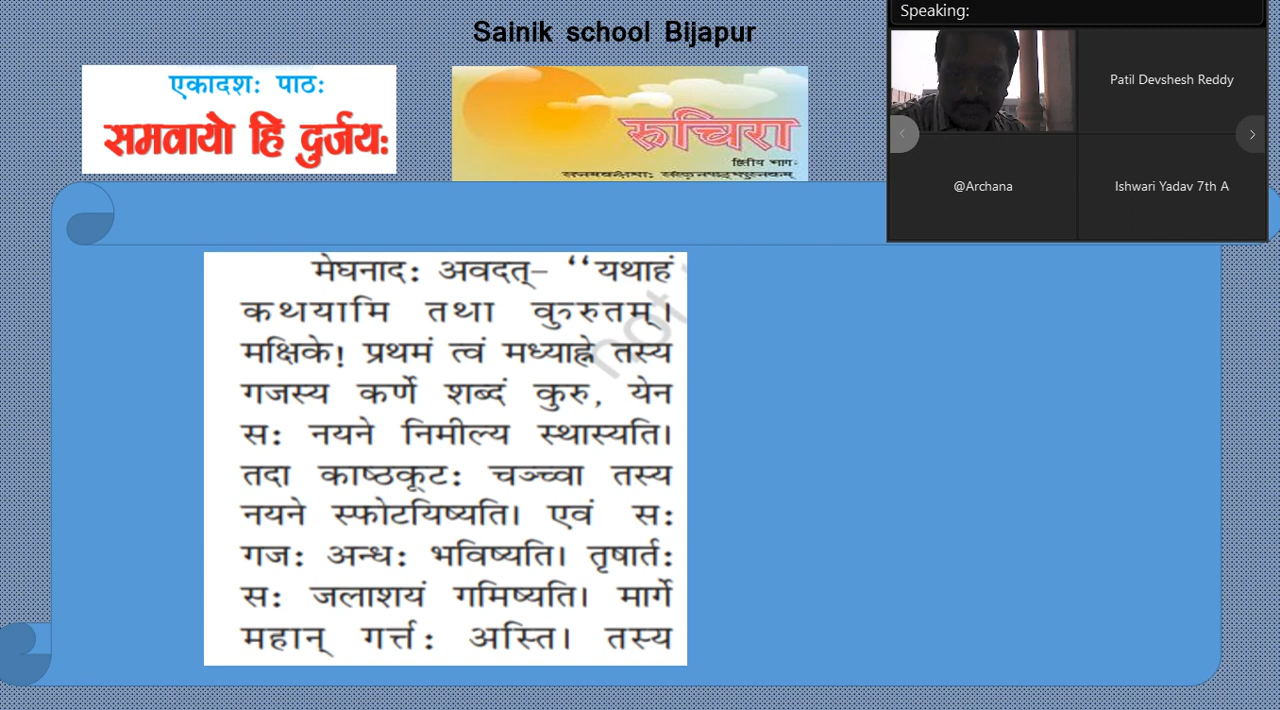 Sainik school Bijapur
Speaking:
एकादशः पाठः
समवायो हि दुर्जयः
रुचिरा
द्वितीय भागः
Patil Devshesh Reddy
@Archana
Ishwari Yadav 7th A
मेघनादः अवदत्– ‘‘यथाहं
कथयामि तथा कुरुतम्।
मक्षिके! प्रथमं त्वं मध्याह्ने तस्य
गजस्य कर्णे शब्दं कुरु, येन
सः नयने निमील्य स्थास्यति।
तदा काष्ठकूटः चञ्च्वा तस्य
नयने स्फोटयिष्यति। एवं सः
गजः अन्धः भविष्यति। तृषार्तः
सः जलाशयं गमिष्यति। मार्गे
महान् गर्त्तः अस्ति। तस्य
not